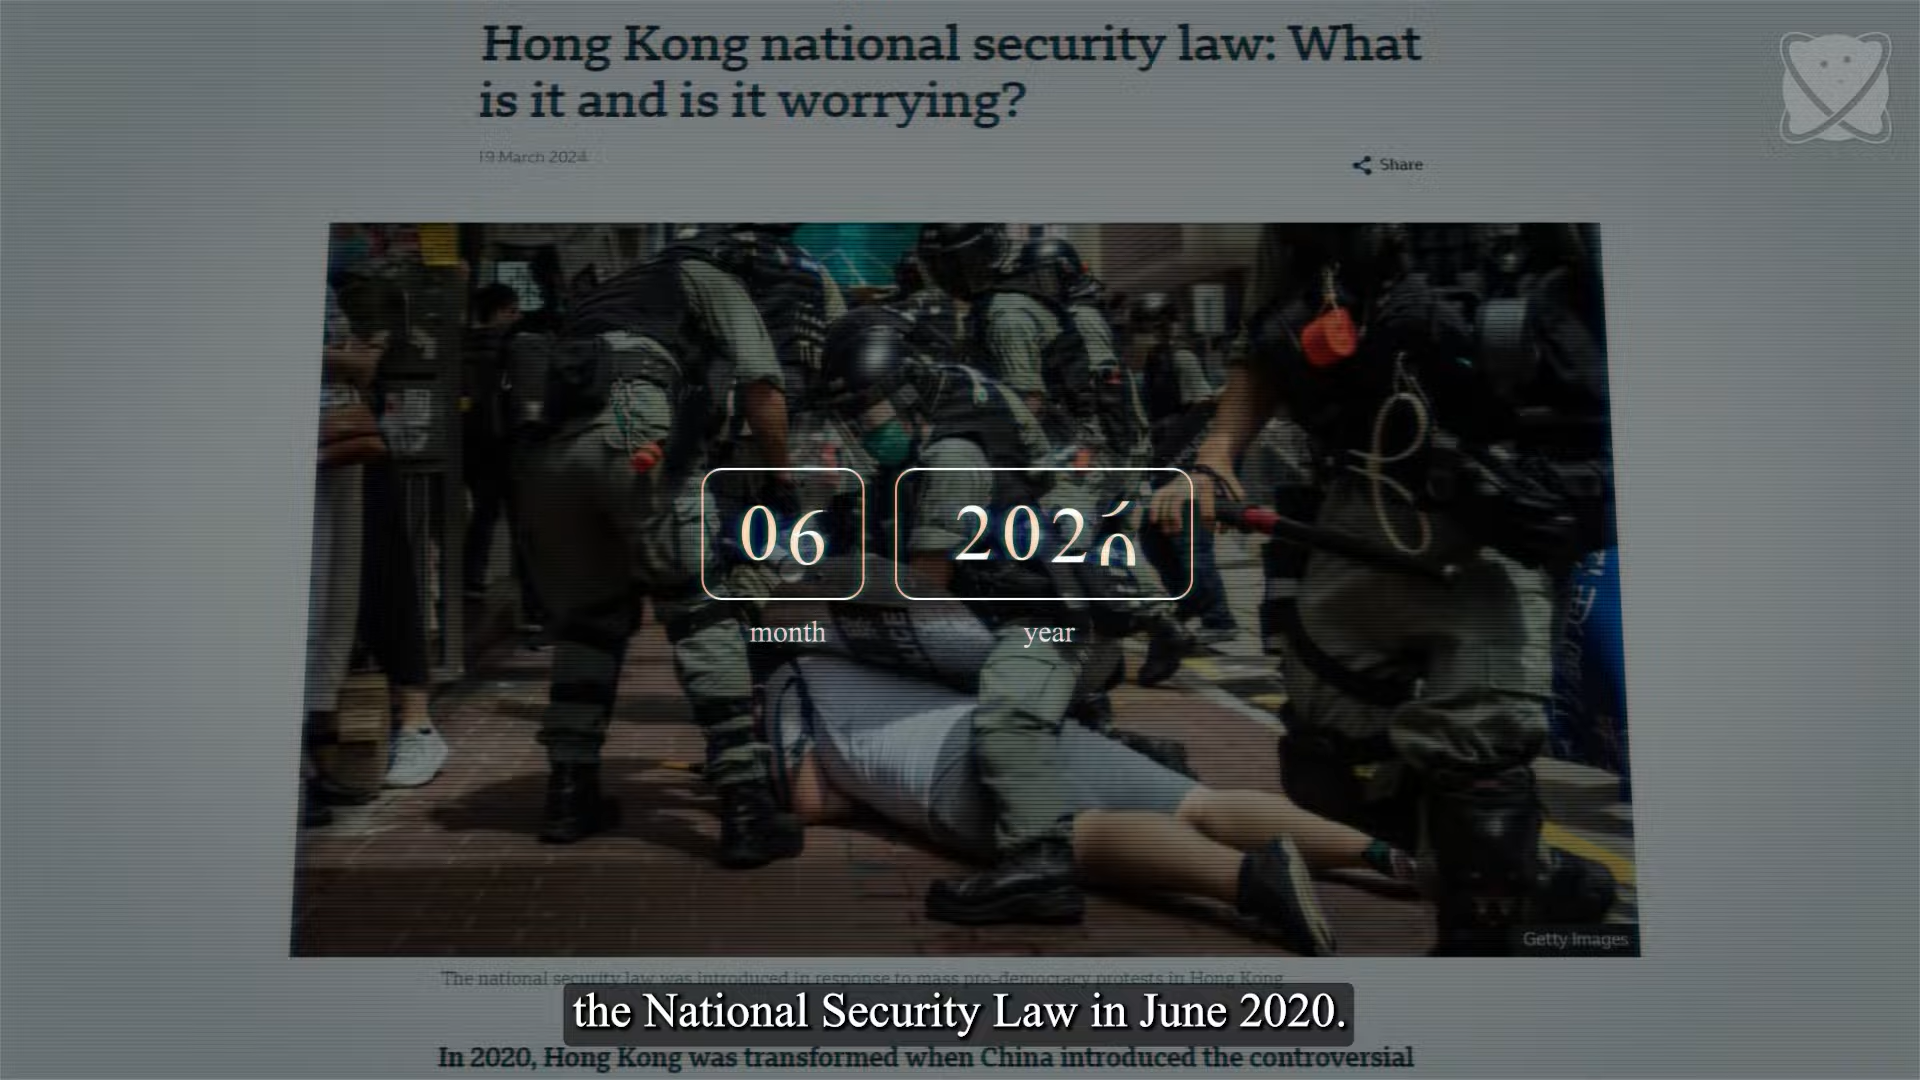 Hong Kong national security law: What
is it and is it worrying?
19 March 2024
Share
06
202
month
year
Getty Images
The national security law was introduced in response to mass pro-democracy protests in Hong Kong
the National Security Law in June 2020.
In 2020, Hong Kong was transformed when China introduced the controversial